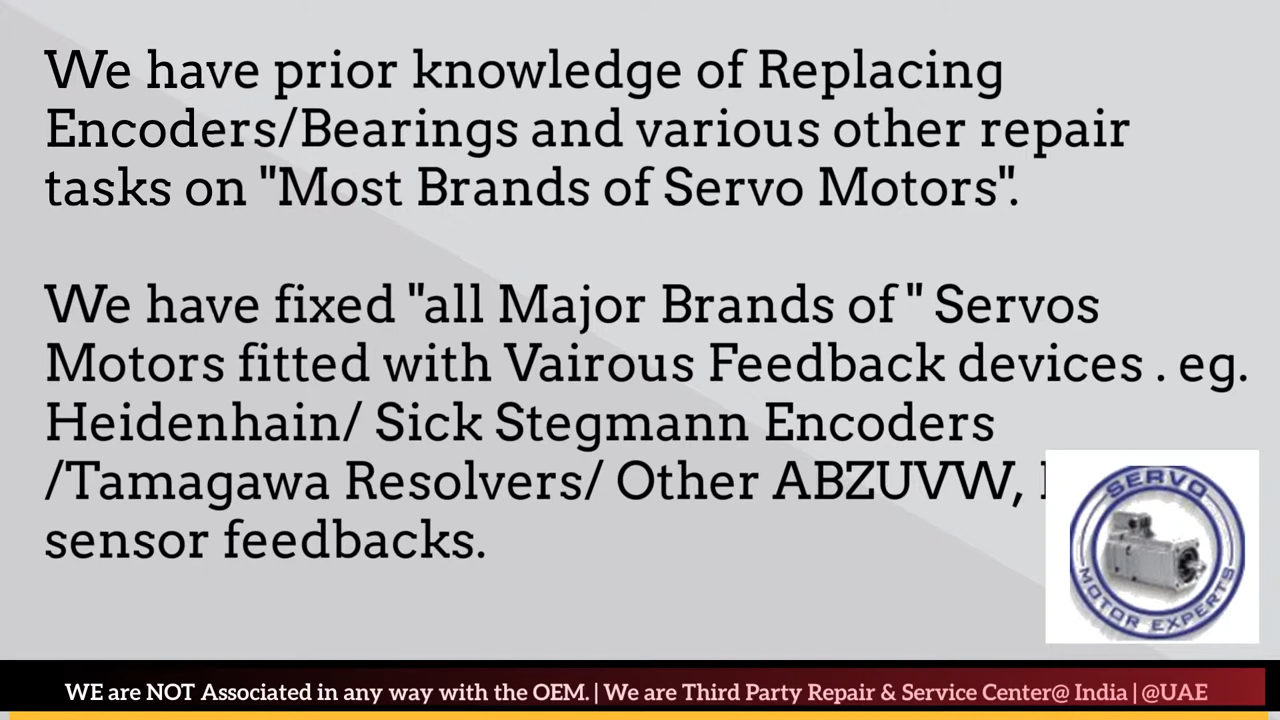 We have prior knowledge of Replacing
Encoders/Bearings and various other repair
tasks on "Most Brands of Servo Motors".
We have fixed "all Major Brands of " Servos
Motors fitted with Vairous Feedback devices . eg.
Heidenhain/ Sick Stegmann Encoders
/Tamagawa Resolvers/ Other ABZUVW,
sensor feedbacks.
SERVO
MOTOR EXPERTS
WE are NOT Associated in any way with the OEM. | We are Third Party Repair & Service Center@ India | @UAE